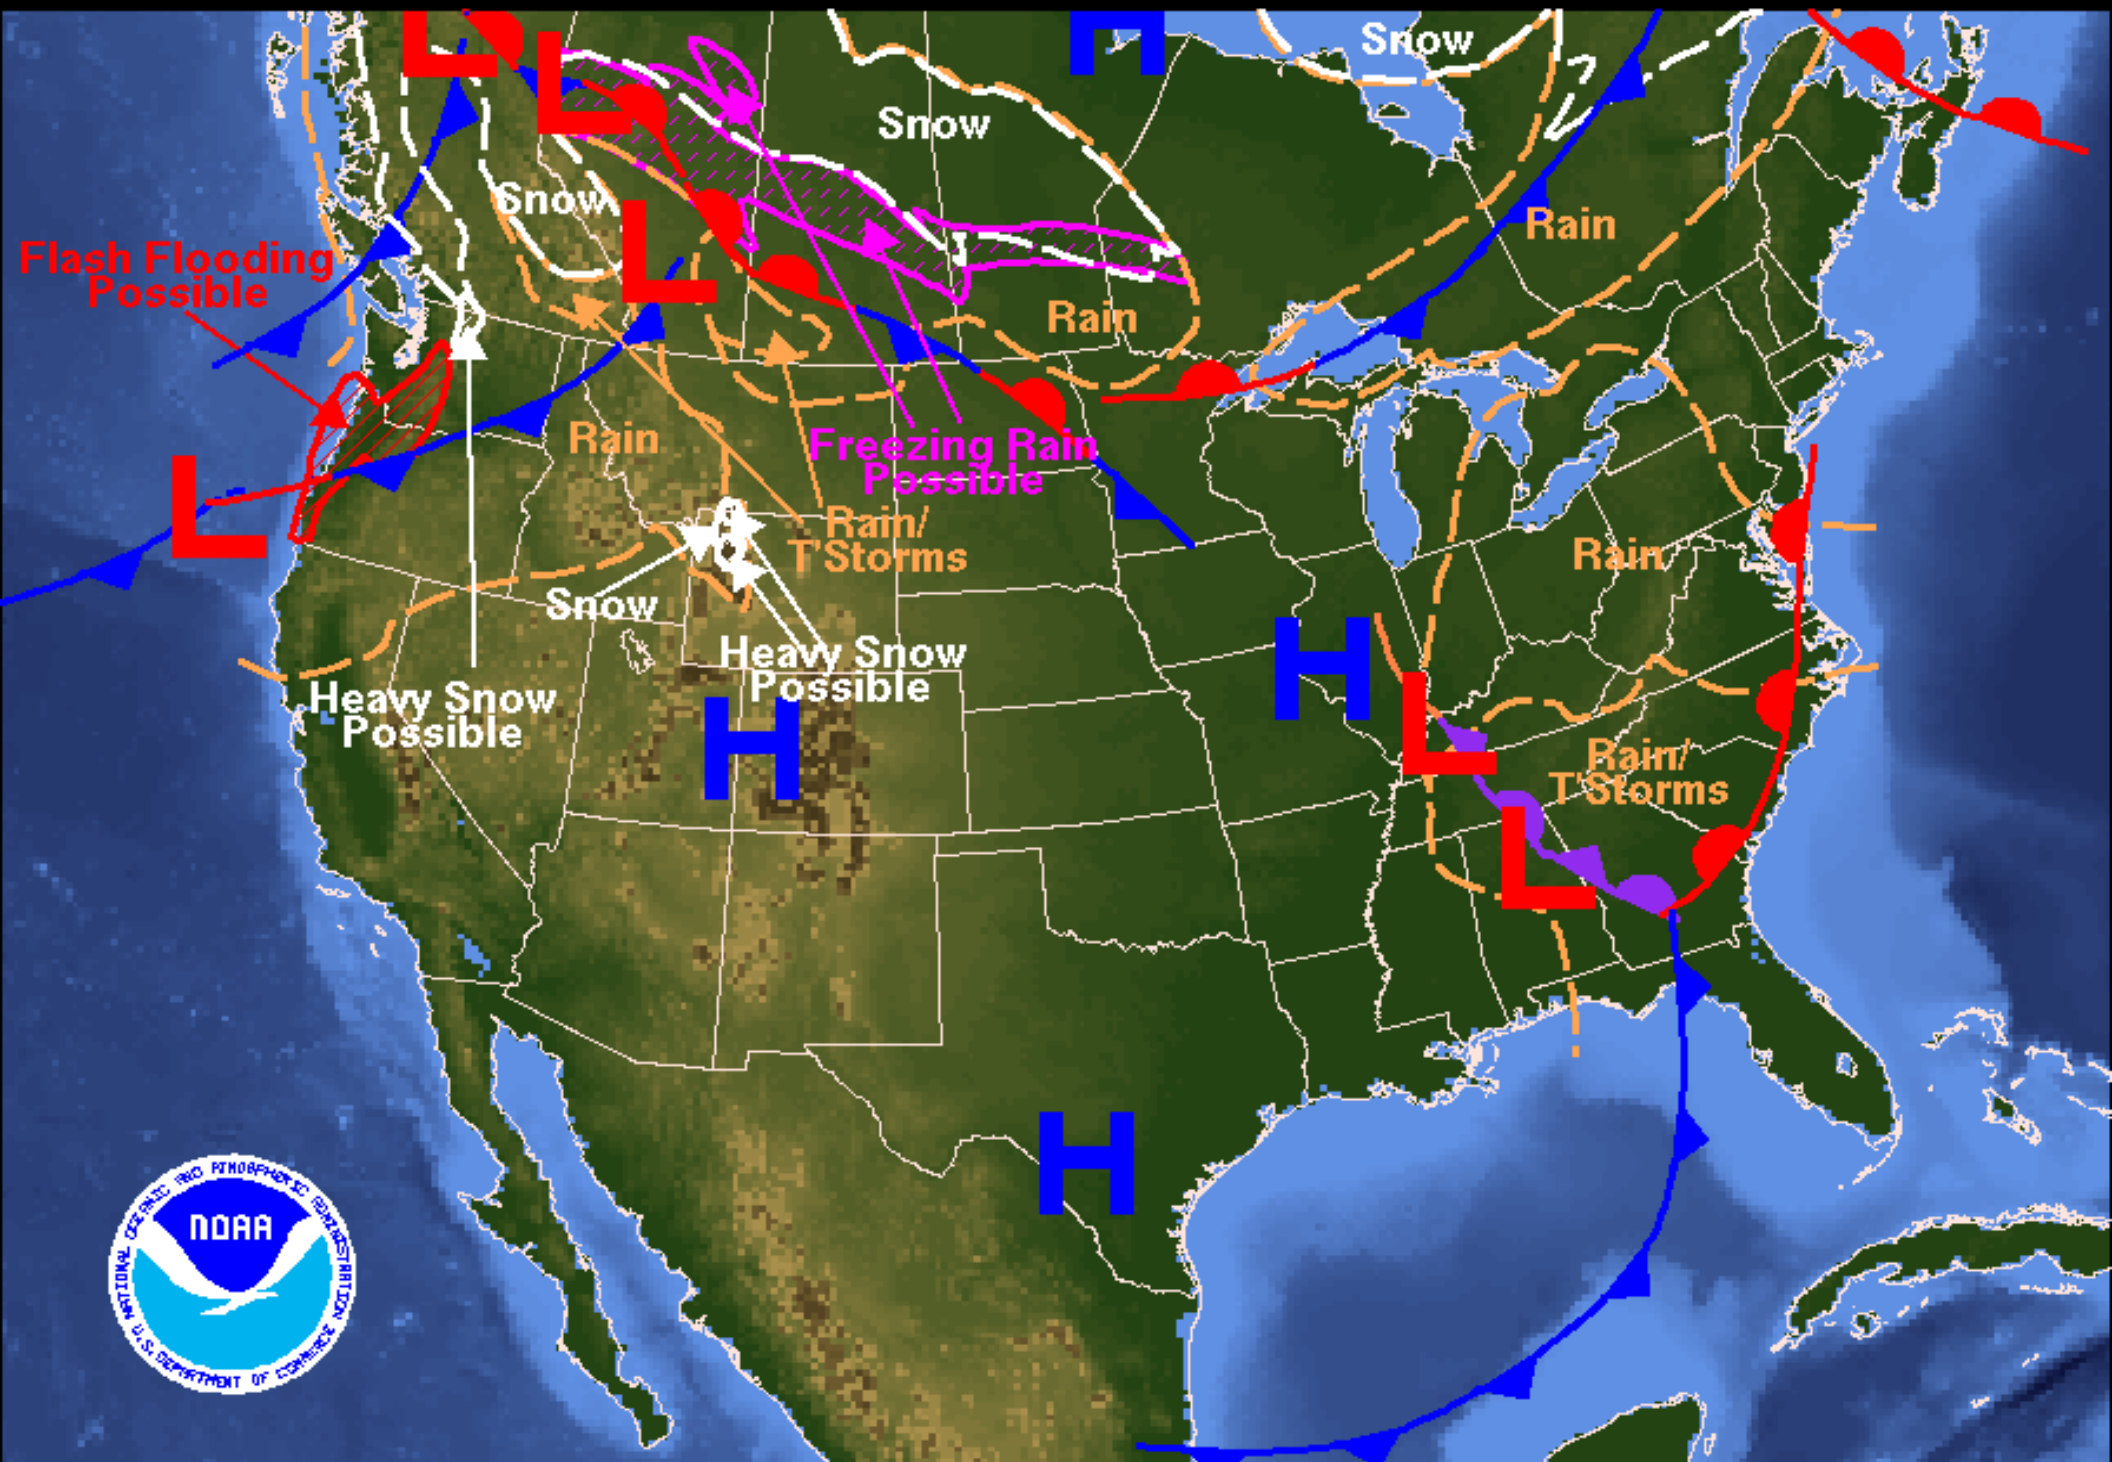 H
Snow
L
L
Snow
Snow
L
Rain
Flash Flooding
Possible
Rain
Rain
Freezing Rain
Possible
L
Rain/
T'Storms
Rain
Snow
Heavy Snow
Possible
H
Heavy Snow
Possible
H
L
Rain/
T'Storms
L
H
NATIONAL OCEANIC AND ATMOSPHERIC ADMINISTRATION
NOAA
U.S. DEPARTMENT OF COMMERCE